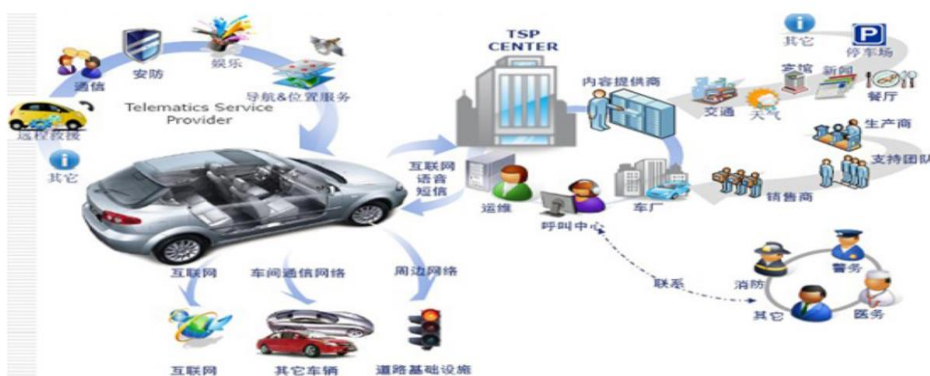 TSP
CENTER
其它
停车场
娱乐
安防
通信
内容提供商
宾馆
新闻
导航&位置服务
餐厅
交通
天气
Telematics Service
Provider
远程救援
生产商
互联网
语音
短信
支持团队
其它
运维
车厂
销售商
呼叫中心
警务
互联网
车间通信网络
周边网络
联系
消防
其它
医务
互联网
其它车辆
道路基础设施